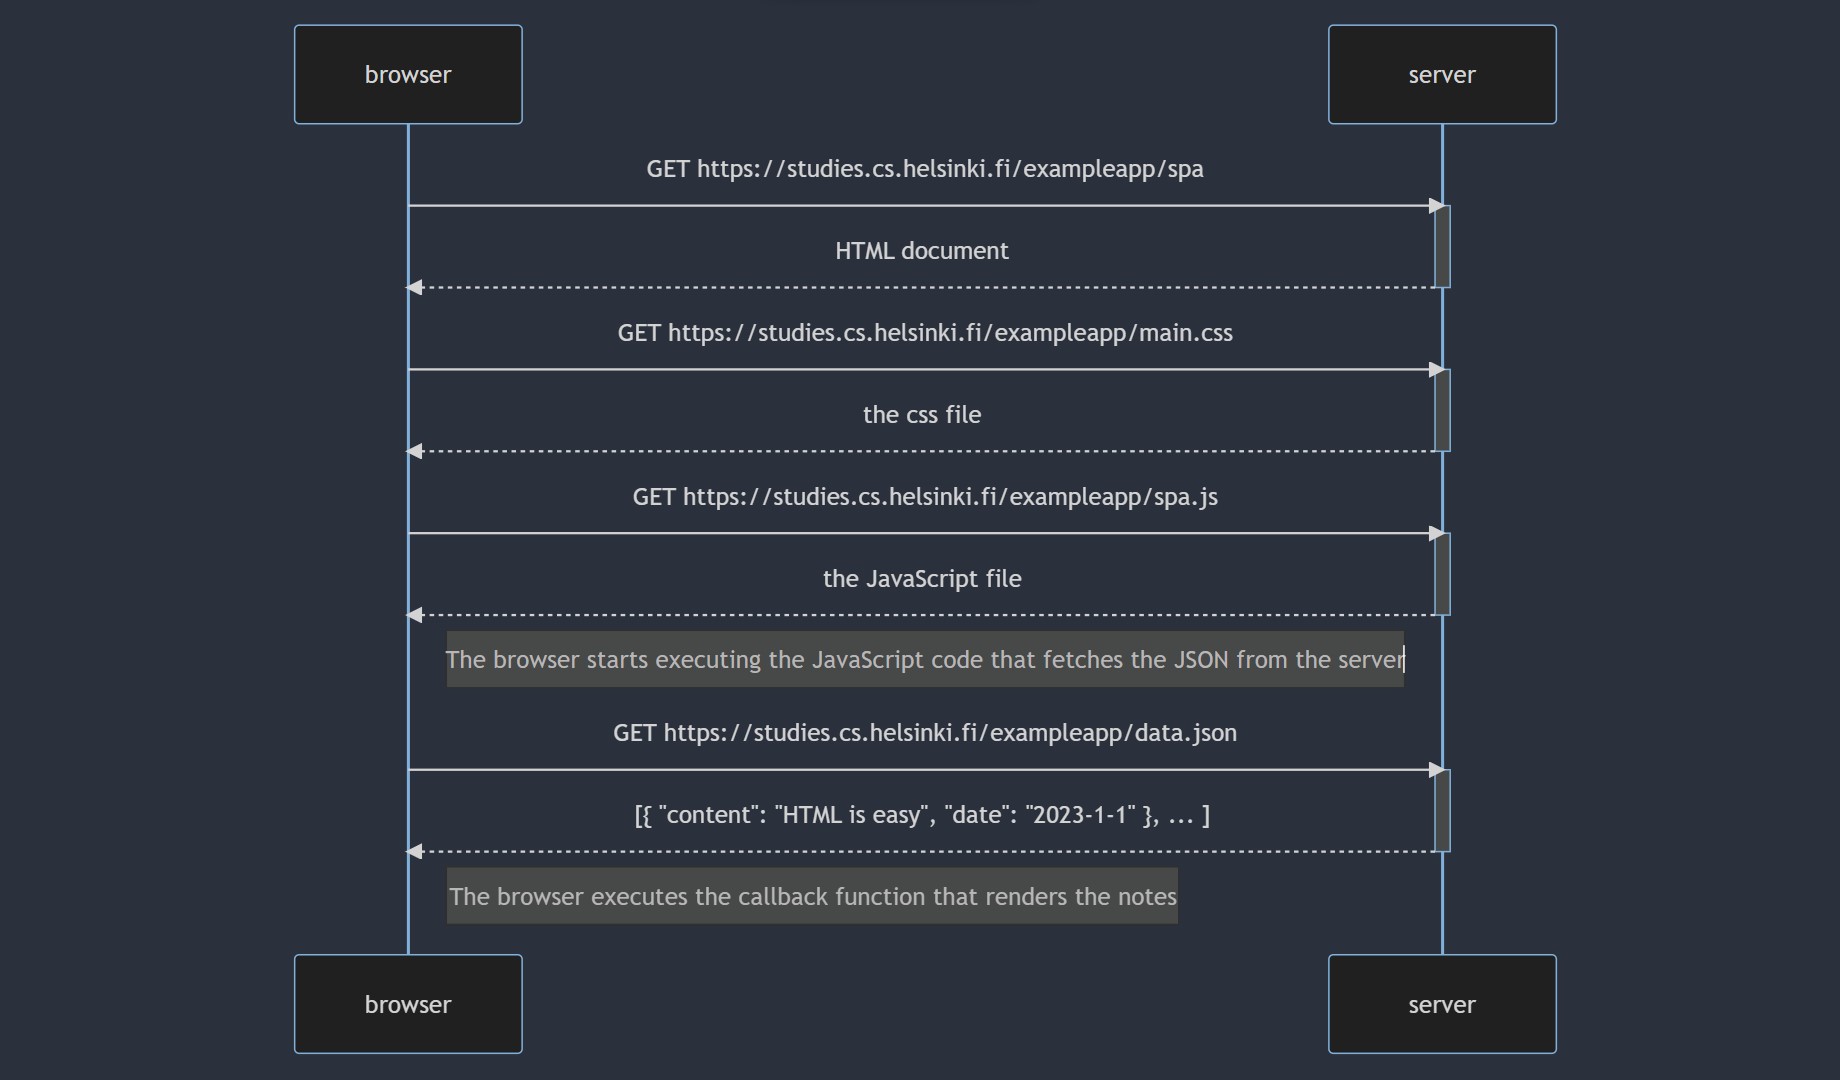 browser
server
GET https://studies.cs.helsinki.fi/exampleapp/spa
HTML document
GET https://studies.cs.helsinki.fi/exampleapp/main.css
the css file
GET https://studies.cs.helsinki.fi/exampleapp/spa.js
the JavaScript file
The browser starts executing the JavaScript code that fetches the JSON from the server
GET https://studies.cs.helsinki.fi/exampleapp/data.json
[{ "content": "HTML is easy", "date": "2023-1-1" }, ... ]
The browser executes the callback function that renders the notes
browser
server